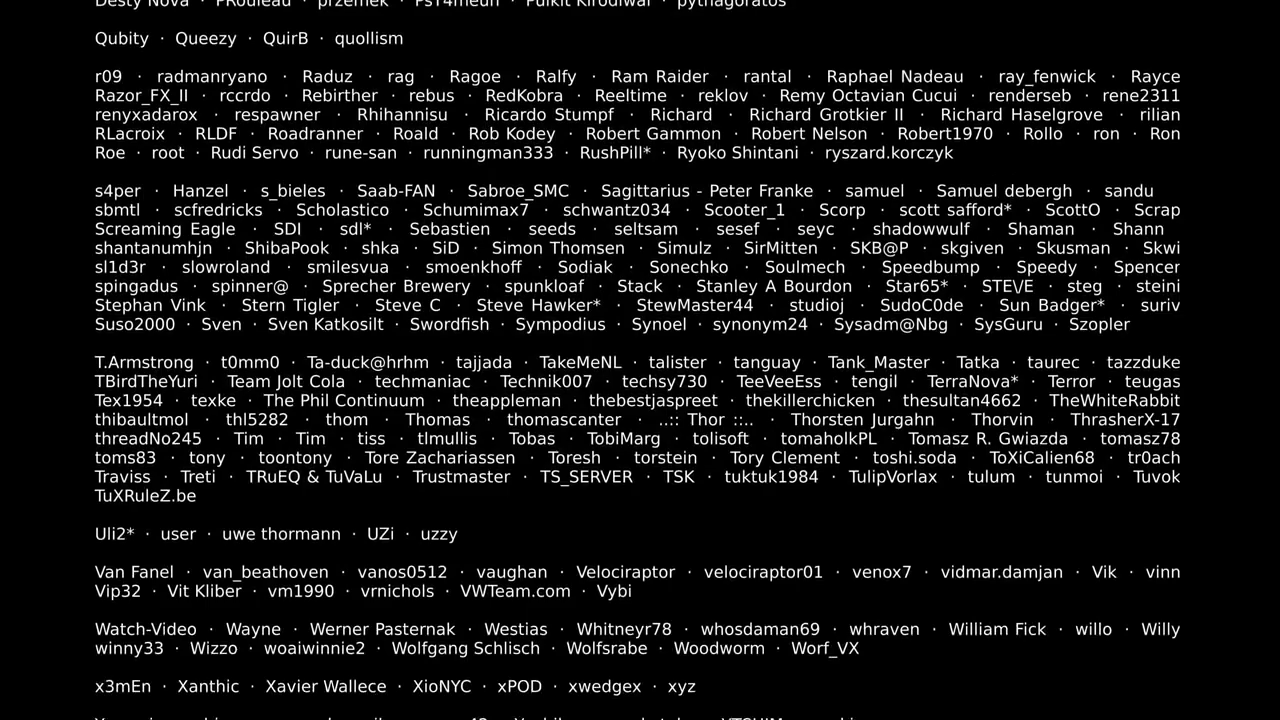 Desty Nova · PRouleau · przemek · PsT4meun · Pulkit Kirodiwal · pythagoratos
Qubity · Queezy · QuirB · quollism
r09 · radmanryano · Raduz · rag · Ragoe · Ralfy · Ram Raider · rantal · Raphael Nadeau · ray_fenwick · Rayce
Razor_FX_II · rccrdo · Rebirther · rebus · RedKobra · Reeltime · reklov · Remy Octavian Cucui · renderseb · rene2311
renyxadarox · respawner · Rhihannisu · Ricardo Stumpf · Richard · Richard Grotkier II · Richard Haselgrove · rilian
RLacroix · RLDF · Roadranner · Roald · Rob Kodey · Robert Gammon · Robert Nelson · Robert1970 · Rollo · ron · Ron
Roe · root · Rudi Servo · rune-san · runningman333 · RushPill* · Ryoko Shintani · ryszard.korczyk
s4per · Hanzel · s_bieles · Saab-FAN · Sabroe_SMC · Sagittarius - Peter Franke · samuel · Samuel debergh · sandu
sbmtl · scfredricks · Scholastico · Schumimax7 · schwantz034 · Scooter_1 · Scorp · scott safford* · ScottO · Scrap
Screaming Eagle · SDI · sdl* · Sebastien · seeds · seltsam · sesef · seyc · shadowwulf · Shaman · Shann
shantanumhjn · ShibaPook · shka · SiD · Simon Thomsen · Simulz · SirMitten · SKB@P · skgiven · Skusman · Skwi
sl1d3r · slowroland · smilesvua · smoenkhoff · Sodiak · Sonechko · Soulmech · Speedbump · Speedy · Spencer
spingadus · spinner@ · Sprecher Brewery · spunkloaf · Stack · Stanley A Bourdon · Star65* · STE\/E · steg · steini
Stephan Vink · Stern Tigler · Steve C · Steve Hawker* · StewMaster44 · studioj · SudoC0de · Sun Badger* · suriv
Suso2000 · Sven · Sven Katkosilt · Swordfish · Sympodius · Synoel · synonym24 · Sysadm@Nbg · SysGuru · Szopler
T.Armstrong · t0mm0 · Ta-duck@hrhm · tajjada · TakeMeNL · talister · tanguay · Tank_Master · Tatka · taurec · tazzduke
TBirdTheYuri · Team Jolt Cola · techmaniac · Technik007 · techsy730 · TeeVeeEss · tengil · TerraNova* · Terror · teugas
Tex1954 · texke · The Phil Continuum · theappleman · thebestjaspreet · thekillerchicken · thesultan4662 · TheWhiteRabbit
thibaultmol · thl5282 · thom · Thomas · thomascanter · ..:: Thor ::.. · Thorsten Jurgahn · Thorvin · ThrasherX-17
threadNo245 · Tim · Tim · tiss · tlmullis · Tobas · TobiMarg · tolisoft · tomaholkPL · Tomasz R. Gwiazda · tomasz78
toms83 · tony · toontony · Tore Zachariassen · Toresh · torstein · Tory Clement · toshi.soda · ToXiCalien68 · tr0ach
Traviss · Treti · TRuEQ & TuVaLu · Trustmaster · TS_SERVER · TSK · tuktuk1984 · TulipVorlax · tulum · tunmoi · Tuvok
TuXRuleZ.be
Uli2* · user · uwe thormann · UZi · uzzy
Van Fanel · van_beathoven · vanos0512 · vaughan · Velociraptor · velociraptor01 · venox7 · vidmar.damjan · Vik · vinn
Vip32 · Vit Kliber · vm1990 · vrnichols · VWTeam.com · Vybi
Watch-Video · Wayne · Werner Pasternak · Westias · Whitneyr78 · whosdaman69 · whraven · William Fick · willo · Willy
winny33 · Wizzo · woaiwinnie2 · Wolfgang Schlisch · Wolfsrabe · Woodworm · Worf_VX
x3mEn · Xanthic · Xavier Wallece · XioNYC · xPOD · xwedgex · xyz